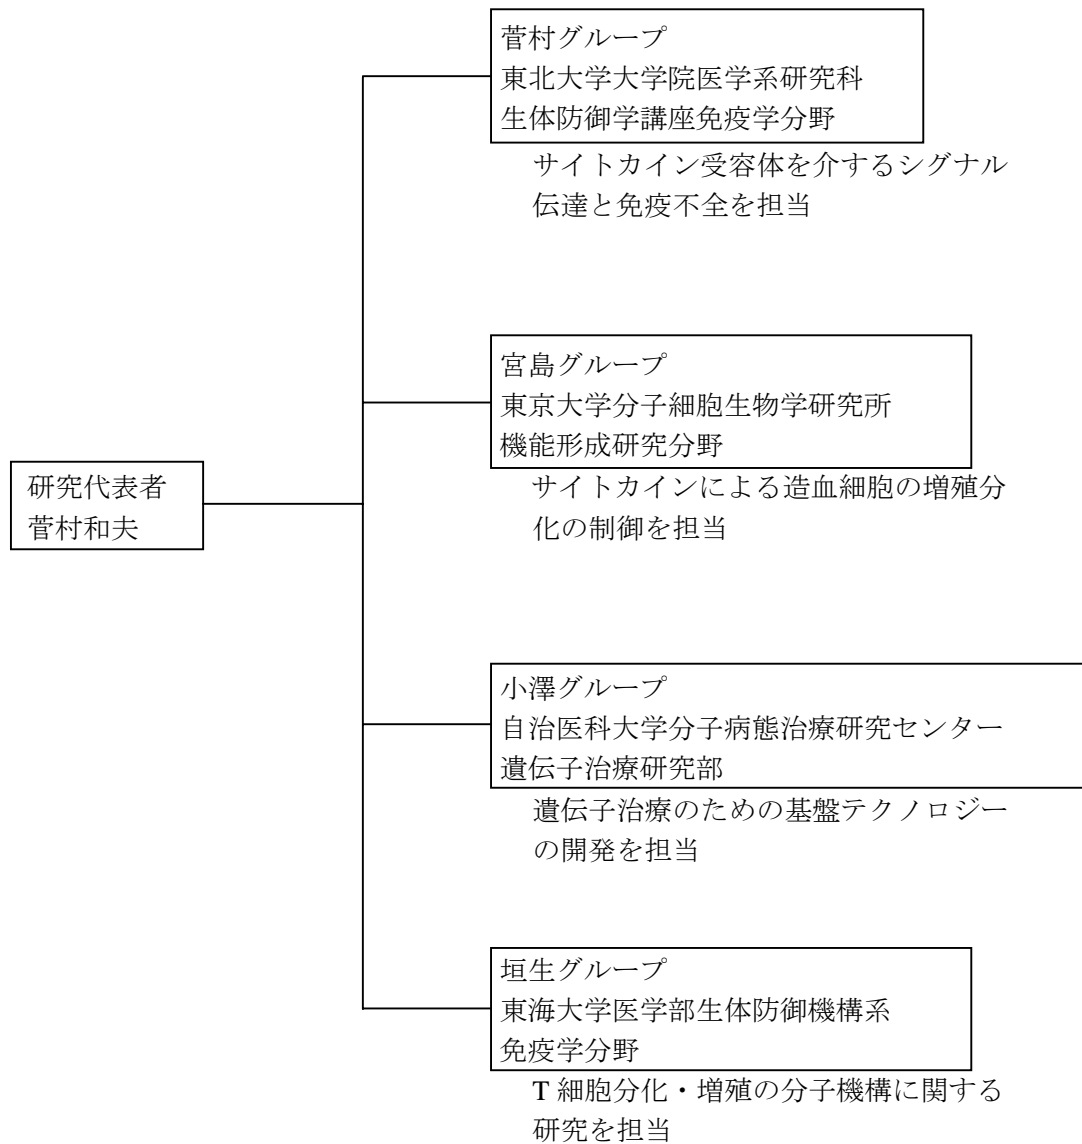 菅村グループ
東北大学大学院医学系研究科
生体防御学講座免疫学分野
サイトカイン受容体を介するシグナル
伝達と免疫不全を担当
宮島グループ
東京大学分子細胞生物学研究所
機能形成研究分野
サイトカインによる造血細胞の増殖分
化の制御を担当
研究代表者
菅村和夫
小澤グループ
自治医科大学分子病態治療研究センター
遺伝子治療研究部
遺伝子治療のための基盤テクノロジー
の開発を担当
垣生グループ
東海大学医学部生体防御機構系
免疫学分野
T 細胞分化・増殖の分子機構に関する
研究を担当